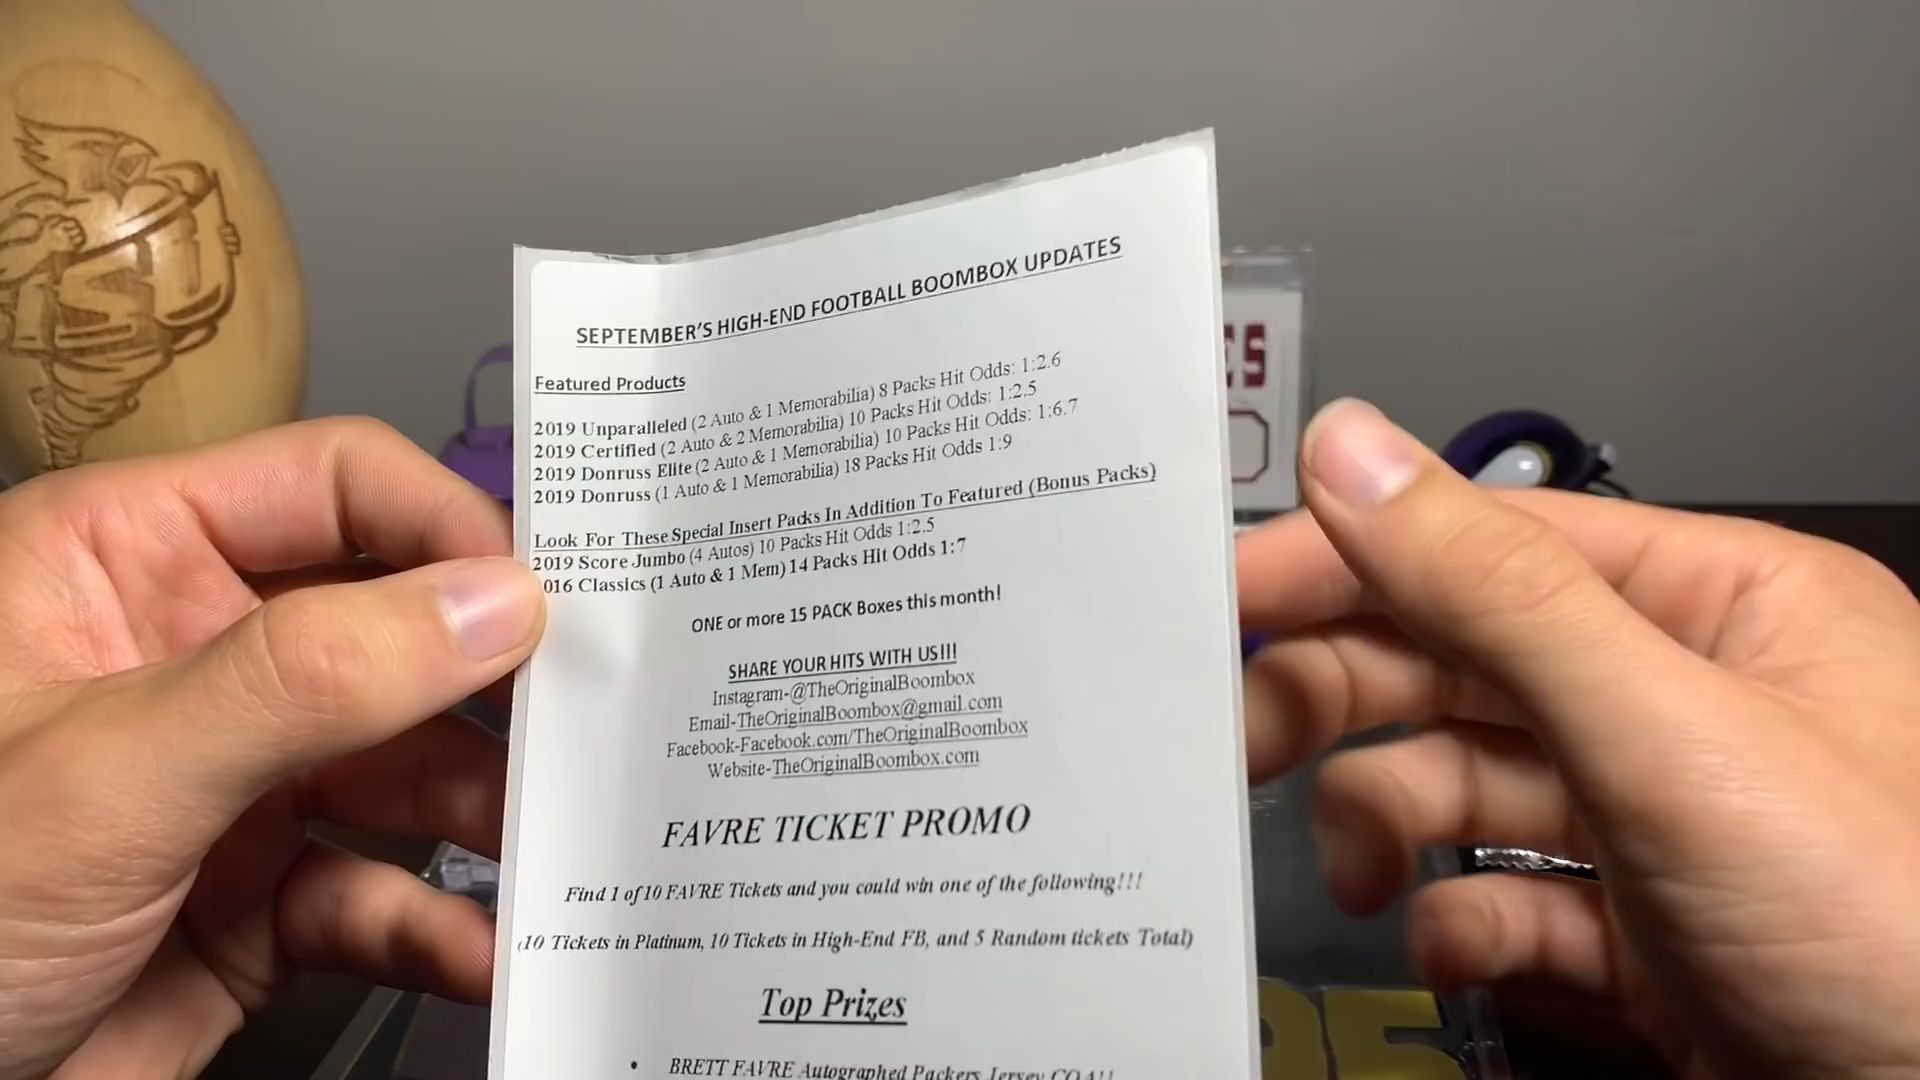 SEPTEMBER'S HIGH-END FOOTBALL BOOMBOX UPDATES
Featured Products
2019 Unparalleled (2 Auto & 1 Memorabilia) 8 Packs Hit Odds: 1:2.6
2019 Certified (2 Auto & 2 Memorabilia) 10 Packs Hit Odds: 1:2.5
2019 Donruss Elite (2 Auto & 1 Memorabilia) 10 Packs Hit Odds: 1:6.7
2019 Donruss (1 Auto & 1 Memorabilia) 18 Packs Hit Odds 1:9
Look For These Special Insert Packs In Addition To Featured (Bonus Packs)
2019 Score Jumbo (4 Autos) 10 Packs Hit Odds 1:2.5
016 Classics (1 Auto & 1 Mem) 14 Packs Hit Odds 1:7
ONE or more 15 PACK Boxes this month!
SHARE YOUR HITS WITH US!!!
Instagram-@TheOriginalBoombox
Email-TheOriginalBoombox@gmail.com
Facebook-Facebook.com/TheOriginalBoombox
Website-TheOriginalBoombox.com
FAVRE TICKET PROMO
Find 1 of 10 FAVRE Tickets and you could win one of the following!!!
(10 Tickets in Platinum, 10 Tickets in High-End FB, and 5 Random tickets Total)
Top Prizes
• BRETT FAVRE Autographed Packers Jersey COA!!
ES
ISU